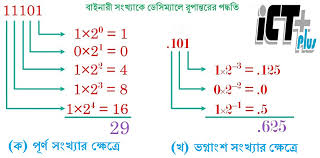 বাইনারী সংখ্যাকে ডেসিম্যালে রুপান্তরের পদ্ধতি
ICT
Plus
11101
1×2⁰ = 1
0×2¹ = 0
1×2² = 4
1×2³ = 8
1×2⁴ = 16
29
(ক) পূর্ণ সংখ্যার ক্ষেত্রে
.101
1×2⁻³ = .125
0×2⁻² = .0
1×2⁻¹ = .5
.625
(খ) ভগ্নাংশ সংখ্যার ক্ষেত্রে